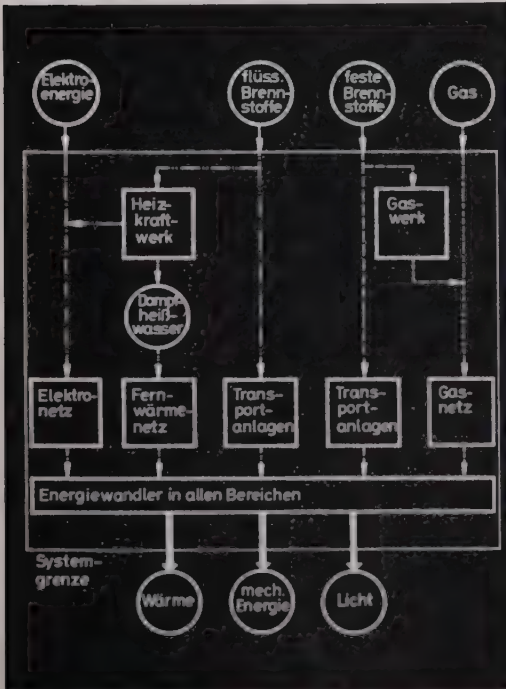 Elektro-
energie
flüss.
Brenn-
stoffe
feste
Brenn-
stoffe
Gas
Heiz-
kraft-
werk
Gas-
werk
Dampf-
heiß-
wasser
Elektro-
netz
Fern-
wärme-
netz
Trans-
port-
anlagen
Trans-
port-
anlagen
Gas-
netz
Energiewandler in allen Bereichen
System-
grenze
Wärme
mech.
Energie
Licht